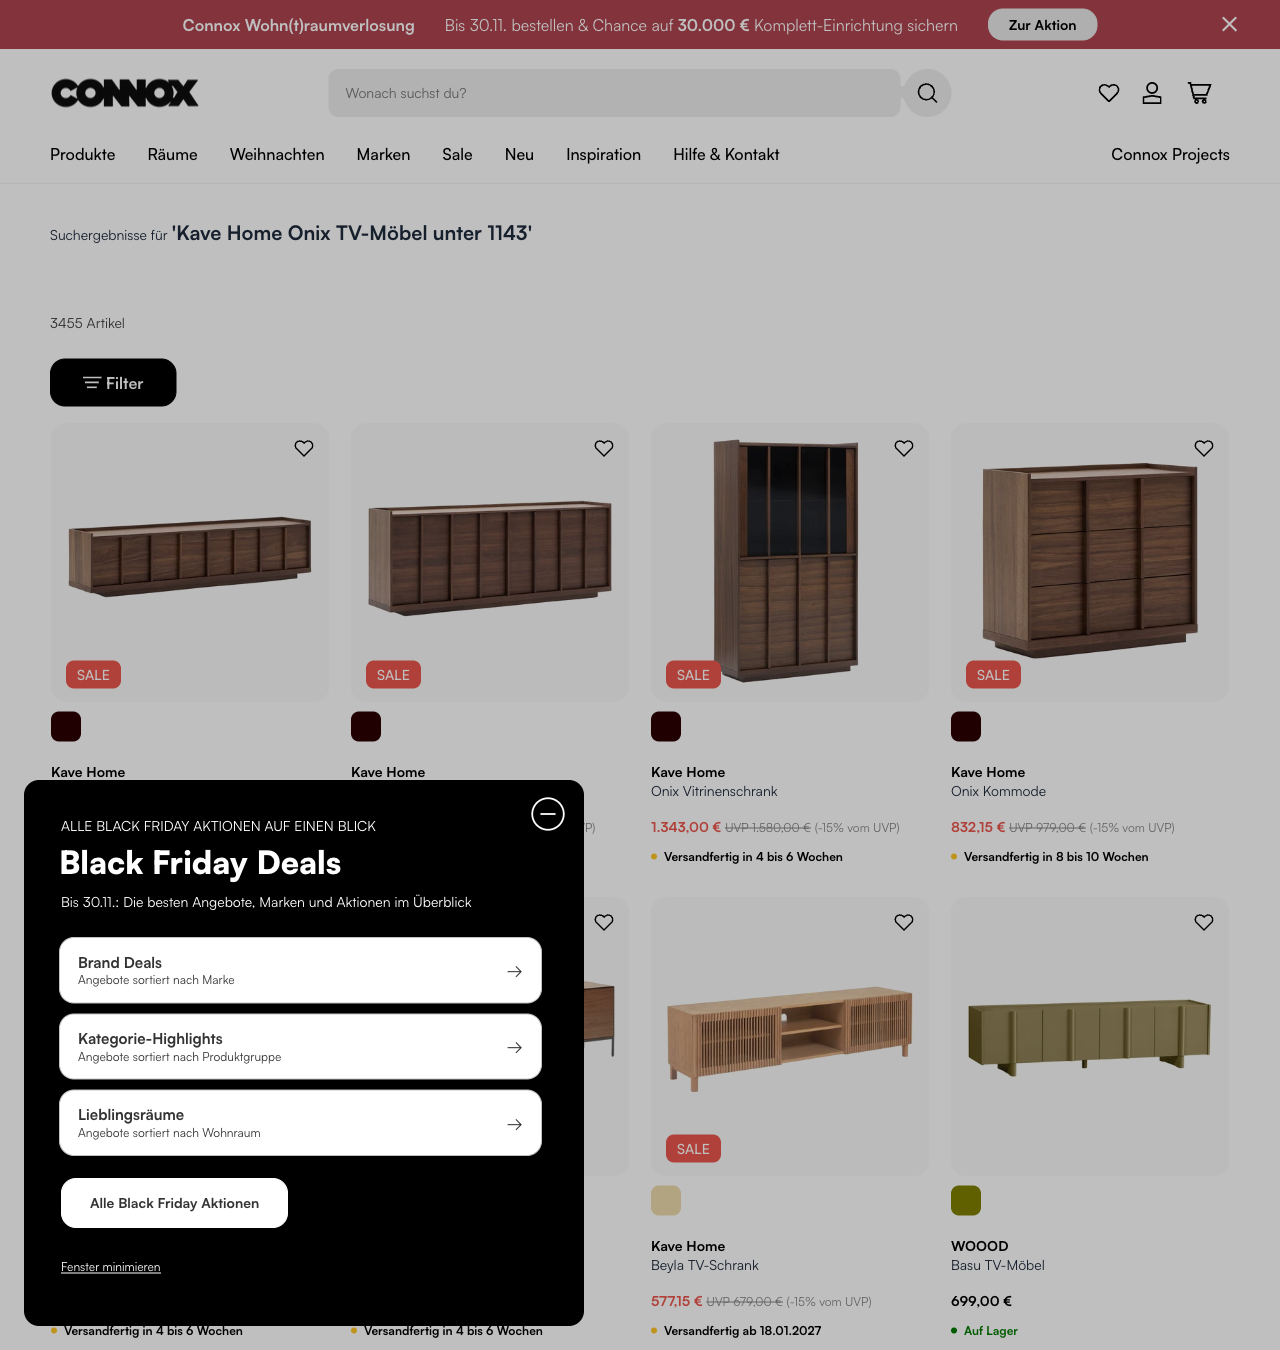 Connox Wohn(t)raumverlosung Bis 30.11. bestellen & Chance auf 30.000 € Komplett-Einrichtung sichern Zur Aktion
CONNOX Wonach suchst du?
Produkte Räume Weihnachten Marken Sale Neu Inspiration Hilfe & Kontakt Connox Projects
Suchergebnisse für 'Kave Home Onix TV-Möbel unter 1143'
3455 Artikel
Filter
SALE SALE SALE SALE
Kave Home Kave Home Kave Home Kave Home
Onix Vitrinenschrank Onix Kommode
1.343,00 € UVP 1.580,00 € (-15% vom UVP) 832,15 € UVP 979,00 € (-15% vom UVP)
Versandfertig in 4 bis 6 Wochen Versandfertig in 8 bis 10 Wochen
ALLE BLACK FRIDAY AKTIONEN AUF EINEN BLICK
Black Friday Deals
Bis 30.11.: Die besten Angebote, Marken und Aktionen im Überblick
Brand Deals
Angebote sortiert nach Marke
Kategorie-Highlights
Angebote sortiert nach Produktgruppe
Lieblingsräume
Angebote sortiert nach Wohnraum
Alle Black Friday Aktionen
Fenster minimieren
SALE
Kave Home WOOOD
Beyla TV-Schrank Basu TV-Möbel
577,15 € UVP 679,00 € (-15% vom UVP) 699,00 €
Versandfertig in 4 bis 6 Wochen Versandfertig in 4 bis 6 Wochen Versandfertig ab 18.01.2027 Auf Lager